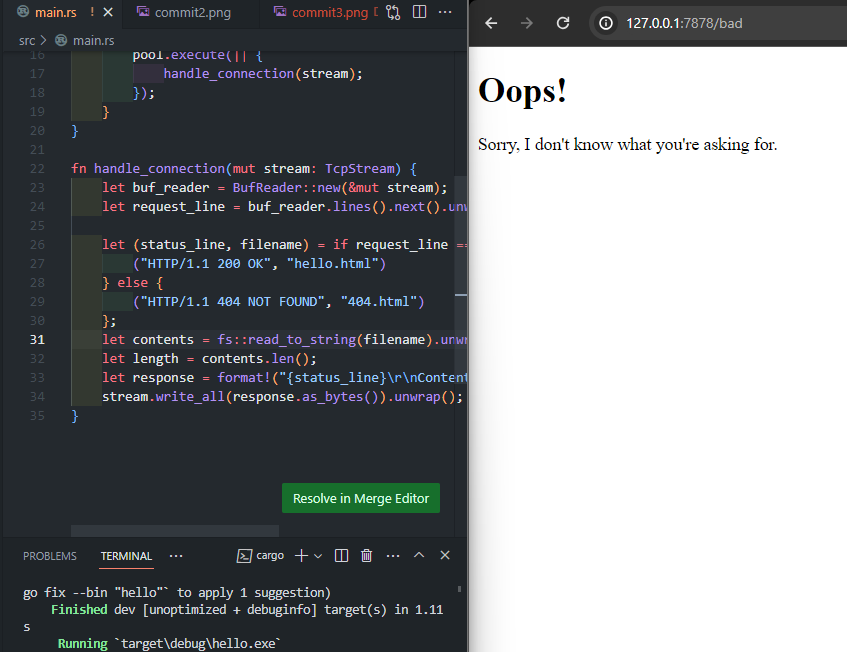 main.rs ! commit2.png commit3.png
src > main.rs
16 pool.execute(|| {
17 handle_connection(stream);
18 });
19 }
20 }
21
22 fn handle_connection(mut stream: TcpStream) {
23 let buf_reader = BufReader::new(&mut stream);
24 let request_line = buf_reader.lines().next().unw
25
26 let (status_line, filename) = if request_line ==
27 ("HTTP/1.1 200 OK", "hello.html")
28 } else {
29 ("HTTP/1.1 404 NOT FOUND", "404.html")
30 };
31 let contents = fs::read_to_string(filename).unwr
32 let length = contents.len();
33 let response = format!("{status_line}\r\nContent
34 stream.write_all(response.as_bytes()).unwrap();
35 }
Resolve in Merge Editor
PROBLEMS TERMINAL ··· cargo
go fix --bin "hello"` to apply 1 suggestion)
Finished dev [unoptimized + debuginfo] target(s) in 1.11
s
Running `target\debug\hello.exe`
127.0.0.1:7878/bad
Oops!
Sorry, I don't know what you're asking for.